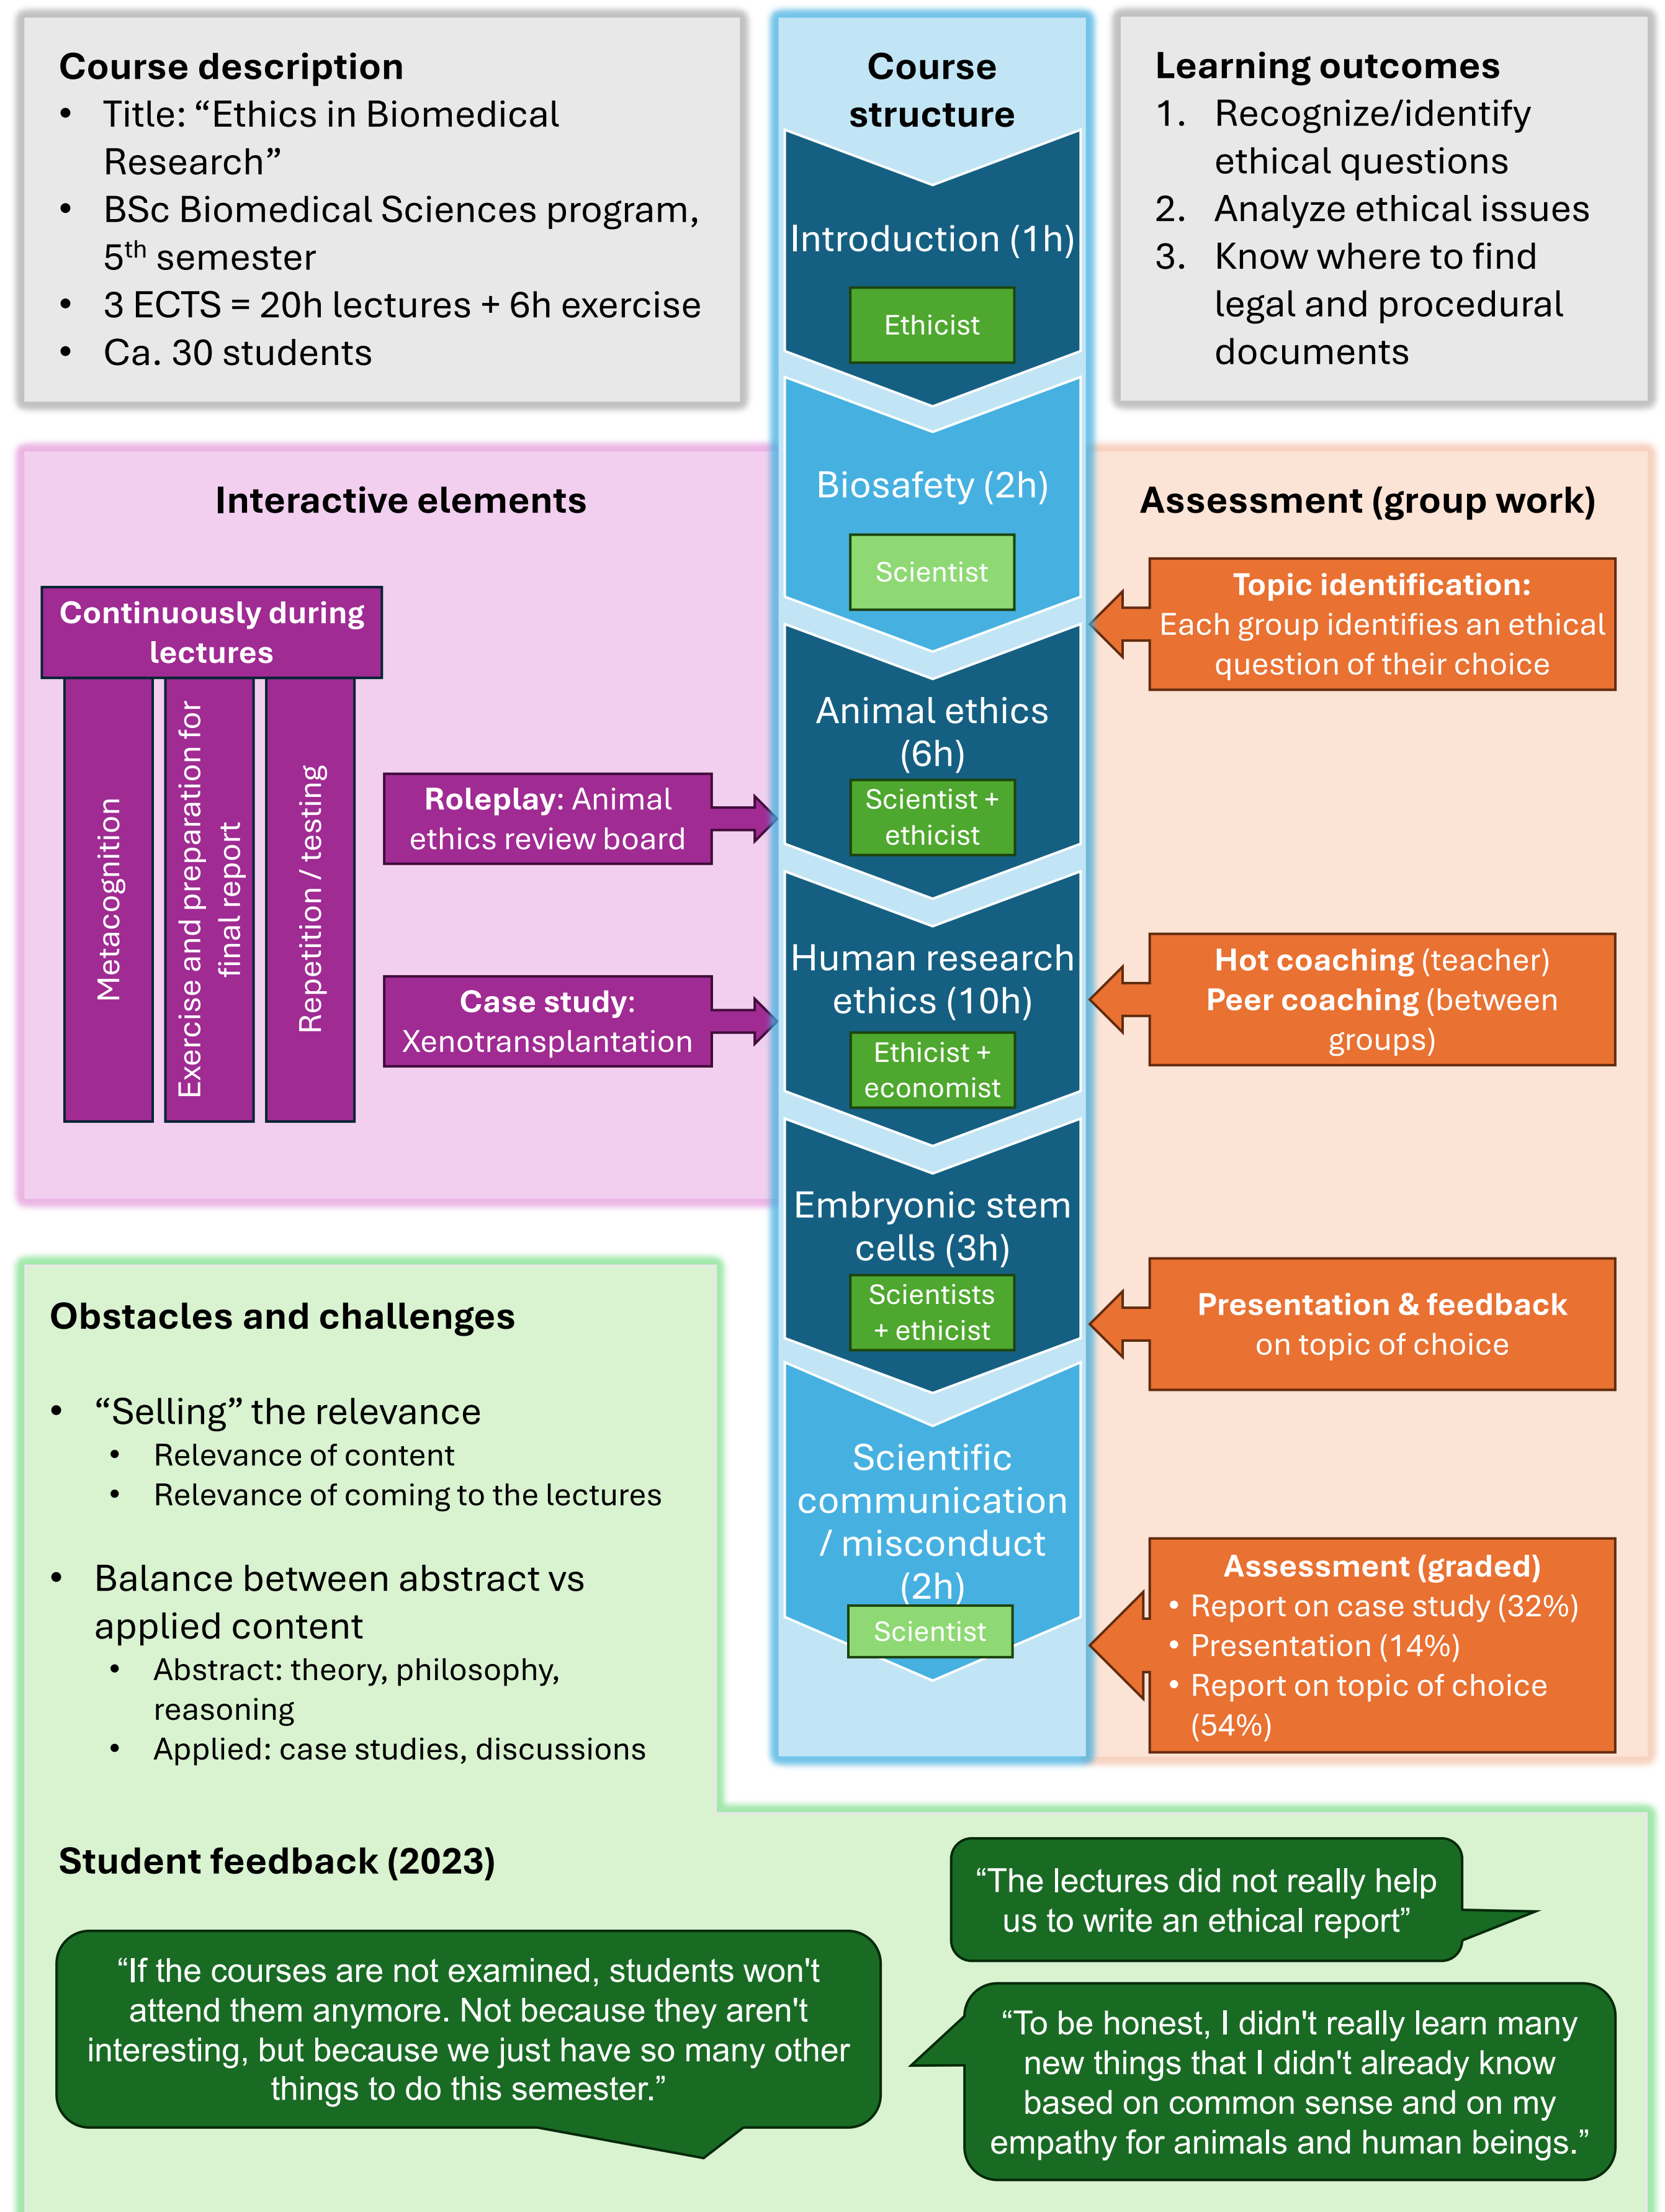 Course description
• Title: “Ethics in Biomedical
Research”
• BSc Biomedical Sciences program,
5th semester
• 3 ECTS = 20h lectures + 6h exercise
• Ca. 30 students
Course
structure
Introduction (1h)
Ethicist
Biosafety (2h)
Scientist
Animal ethics
(6h)
Scientist +
ethicist
Human research
ethics (10h)
Ethicist +
economist
Embryonic stem
cells (3h)
Scientists
+ ethicist
Scientific
communication
/ misconduct
(2h)
Scientist
Learning outcomes
1. Recognize/identify
ethical questions
2. Analyze ethical issues
3. Know where to find
legal and procedural
documents
Interactive elements
Continuously during
lectures
Metacognition
Exercise and preparation for
final report
Repetition / testing
Roleplay: Animal
ethics review board
Case study:
Xenotransplantation
Assessment (group work)
Topic identification:
Each group identifies an ethical
question of their choice
Hot coaching (teacher)
Peer coaching (between
groups)
Presentation & feedback
on topic of choice
Assessment (graded)
• Report on case study (32%)
• Presentation (14%)
• Report on topic of choice
(54%)
Obstacles and challenges
• “Selling” the relevance
• Relevance of content
• Relevance of coming to the lectures
• Balance between abstract vs
applied content
• Abstract: theory, philosophy,
reasoning
• Applied: case studies, discussions
Student feedback (2023)
“If the courses are not examined, students won't
attend them anymore. Not because they aren't
interesting, but because we just have so many other
things to do this semester.”
“The lectures did not really help
us to write an ethical report”
“To be honest, I didn't really learn many
new things that I didn't already know
based on common sense and on my
empathy for animals and human beings.”